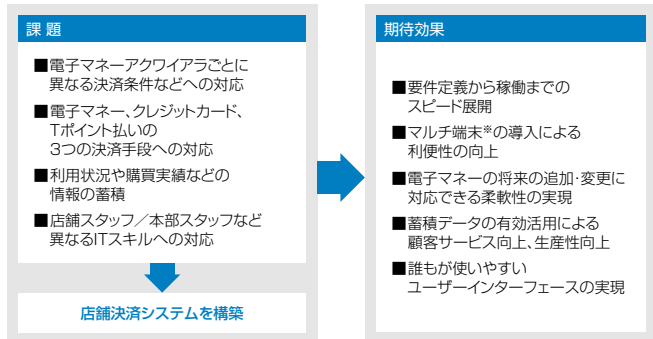 課 題
■電子マネーアクワイアラごとに
異なる決済条件などへの対応
■電子マネー、クレジットカード、
Tポイント払いの
3つの決済手段への対応
■利用状況や購買実績などの
情報の蓄積
■店舗スタッフ／本部スタッフなど
異なるITスキルへの対応
店舗決済システムを構築
期待効果
■要件定義から稼働までの
スピード展開
■マルチ端末※の導入による
利便性の向上
■電子マネーの将来の追加・変更に
対応できる柔軟性の実現
■蓄積データの有効活用による
顧客サービス向上、生産性向上
■誰もが使いやすい
ユーザーインターフェースの実現